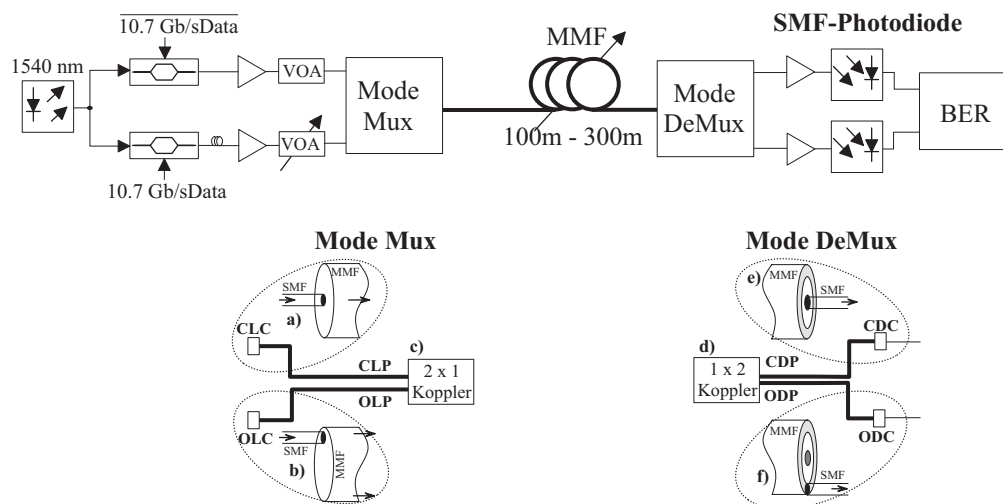 10.7 Gb/sData
SMF-Photodiode
1540 nm
VOA
Mode
Mux
MMF
100m - 300m
Mode
DeMux
BER
VOA
10.7 Gb/sData
Mode Mux
Mode DeMux
MMF
SMF
a)
CLC
c)
CLP
2 x 1
Koppler
OLP
OLC
SMF
MMF
b)
e)
MMF
SMF
CDC
d)
CDP
1 x 2
Koppler
ODP
ODC
MMF
f)
SMF